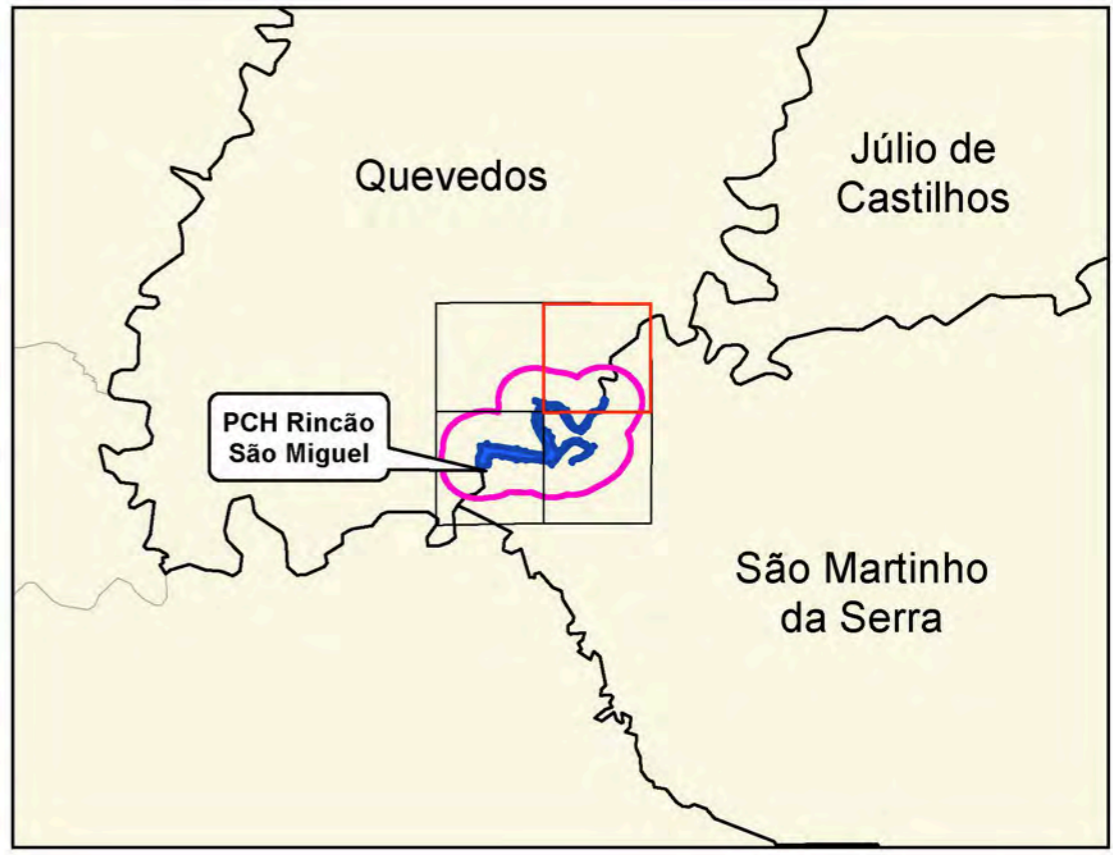 Quevedos
Júlio de
Castilhos
PCH Rincão
São Miguel
São Martinho
da Serra